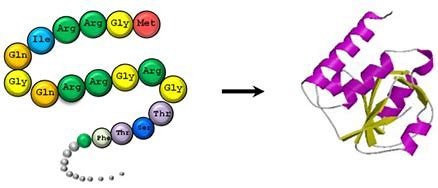 Ile Arg Arg Gly Met
Gln
Gly Gln Arg Arg Gly Arg Gly
Phe Thr Ser Thr